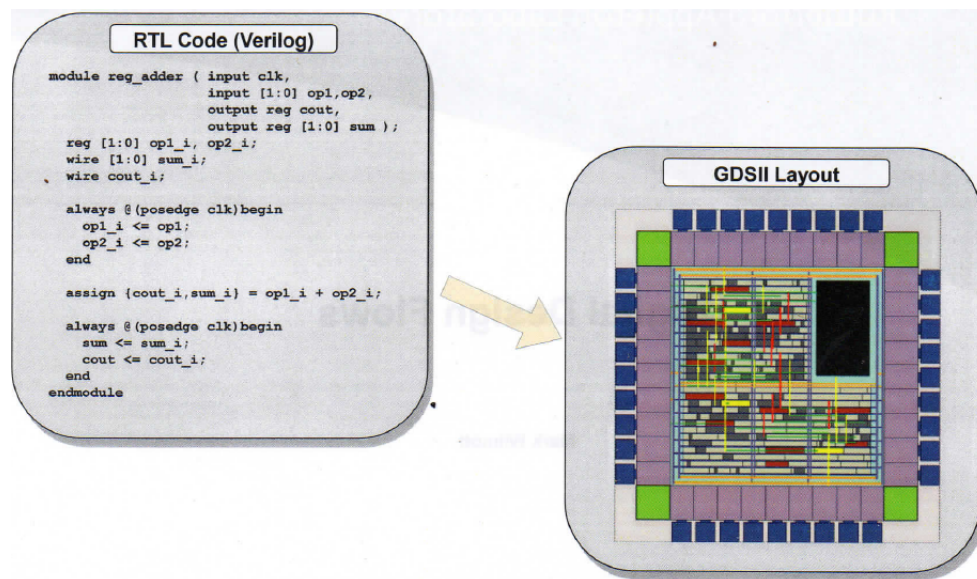 RTL Code (Verilog)
module reg_adder ( input clk,
input [1:0] op1,op2,
output reg cout,
output reg [1:0] sum );
reg [1:0] op1_i, op2_i;
wire [1:0] sum_i;
wire cout_i;
always @(posedge clk)begin
op1_i <= op1;
op2_i <= op2;
end
assign {cout_i,sum_i} = op1_i + op2_i;
always @(posedge clk)begin
sum <= sum_i;
cout <= cout_i;
end
endmodule
GDSII Layout
Design Flows